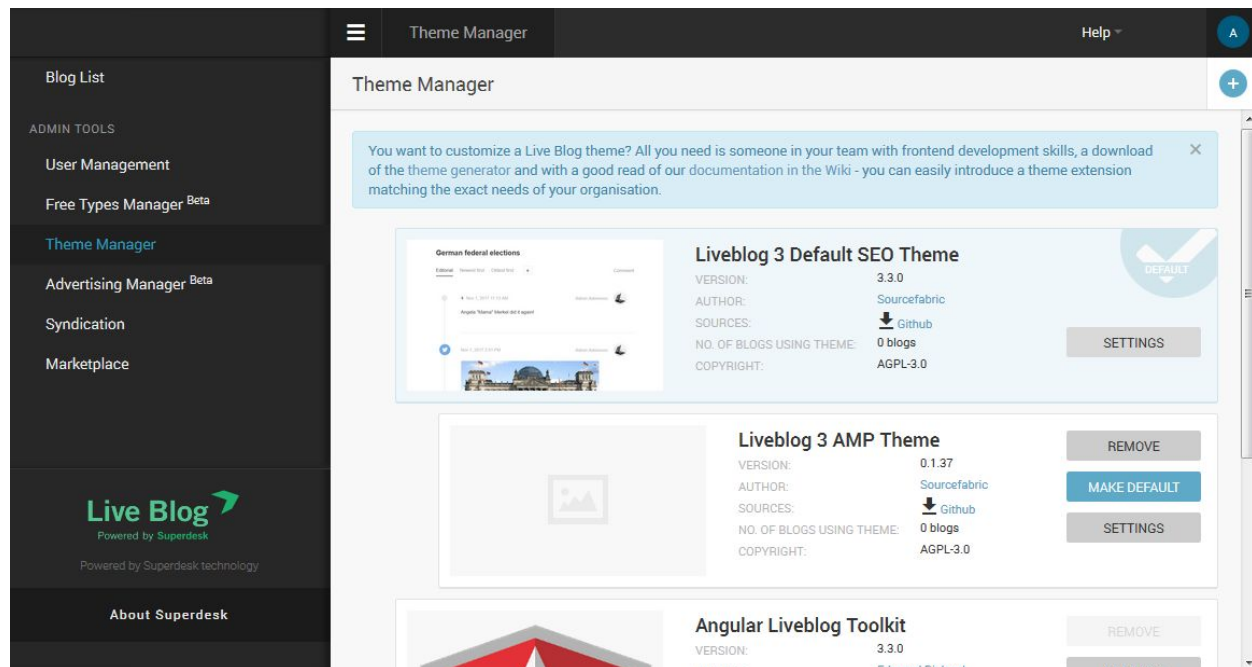 Theme Manager
Help
A
Blog List
ADMIN TOOLS
User Management
Free Types Manager Beta
Theme Manager
Advertising Manager Beta
Syndication
Marketplace
Live Blog
Powered by Superdesk
Powered by Superdesk technology
About Superdesk
Theme Manager
You want to customize a Live Blog theme? All you need is someone in your team with frontend development skills, a download
of the theme generator and with a good read of our documentation in the Wiki - you can easily introduce a theme extension
matching the exact needs of your organisation.
German federal elections
Editorial Newest first Oldest first Comment
Liveblog 3 Default SEO Theme
DEFAULT
VERSION: 3.3.0
AUTHOR: Sourcefabric
SOURCES: Github
NO. OF BLOGS USING THEME: 0 blogs
COPYRIGHT: AGPL-3.0
SETTINGS
Liveblog 3 AMP Theme
VERSION: 0.1.37
AUTHOR: Sourcefabric
SOURCES: Github
NO. OF BLOGS USING THEME: 0 blogs
COPYRIGHT: AGPL-3.0
REMOVE
MAKE DEFAULT
SETTINGS
Angular Liveblog Toolkit
VERSION: 3.3.0
REMOVE